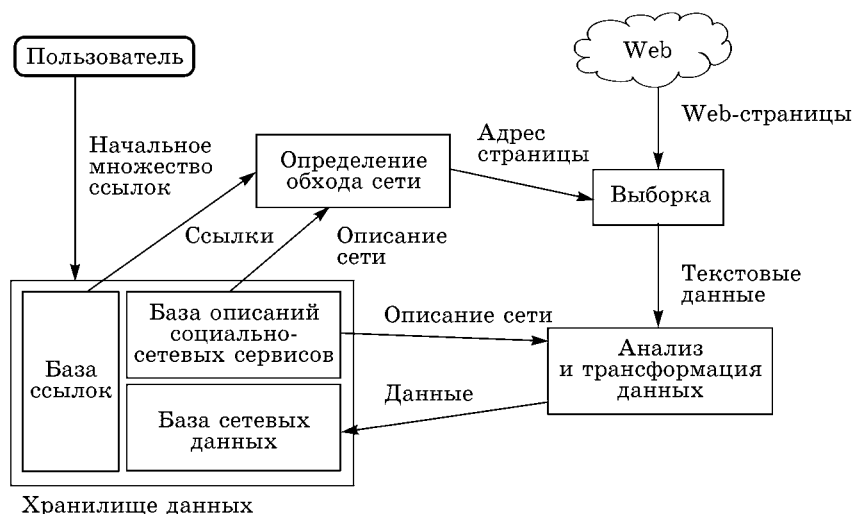 Пользователь
Web
Web-страницы
Начальное
множество
ссылок
Определение
обхода сети
Адрес
страницы
Выборка
Ссылки
Описание
сети
Текстовые
данные
База
ссылок
База описаний
социально-
сетевых сервисов
Описание сети
Анализ
и трансформация
данных
База сетевых
данных
Данные
Хранилище данных